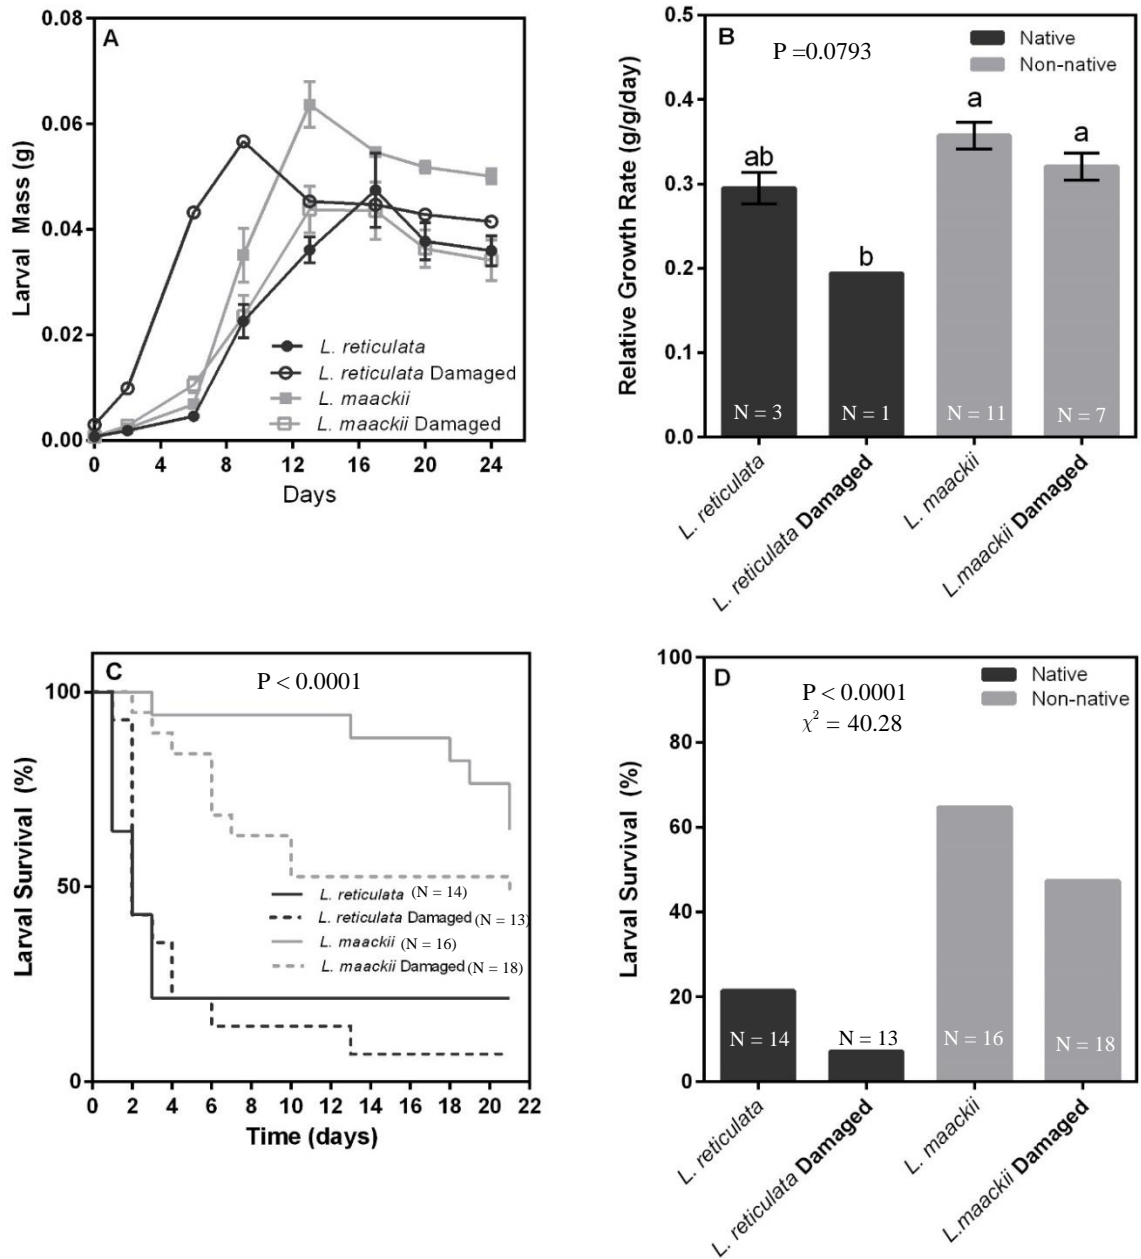 A
Larval Mass (g)
0.08
0.06
0.04
0.02
0.00
0 4 8 12 16 20 24
Days
L. reticulata
L. reticulata Damaged
L. maackii
L. maackii Damaged
B
P =0.0793
Native
Non-native
Relative Growth Rate (g/g/day)
0.5
0.4
0.3
0.2
0.1
0.0
ab
b
a
a
N = 3
N = 1
N = 11
N = 7
L. reticulata
L. reticulata Damaged
L. maackii
L.maackii Damaged
C
P < 0.0001
Larval Survival (%)
100
50
0
L. reticulata (N = 14)
L. reticulata Damaged (N = 13)
L. maackii (N = 16)
L. maackii Damaged (N = 18)
0 2 4 6 8 10 12 14 16 18 20 22
Time (days)
D
P < 0.0001
χ² = 40.28
Native
Non-native
Larval Survival (%)
100
80
60
40
20
0
N = 14
N = 13
N = 16
N = 18
L. reticulata
L. reticulata Damaged
L. maackii
L.maackii Damaged